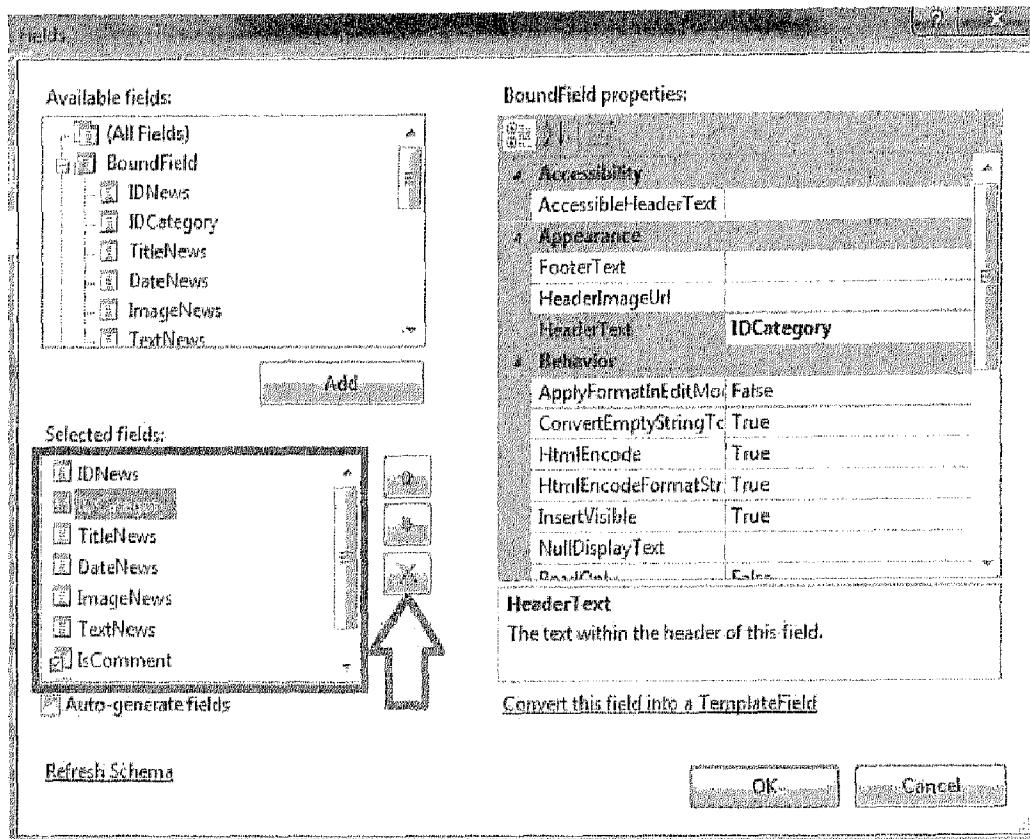 Fields
Available fields:
(All Fields)
BoundField
IDNews
IDCategory
TitleNews
DateNews
ImageNews
TextNews
Add
Selected fields:
IDNews
TitleNews
DateNews
ImageNews
TextNews
IsComment
Auto-generate fields
Refresh Schema
BoundField properties:
Accessibility
AccessibleHeaderText
Appearance
FooterText
HeaderImageUrl
HeaderText IDCategory
Behavior
ApplyFormatInEditMo False
ConvertEmptyStringTo True
HtmlEncode True
HtmlEncodeFormatStr True
InsertVisible True
NullDisplayText
ReadOnly False
HeaderText
The text within the header of this field.
Convert this field into a TemplateField
OK
Cancel